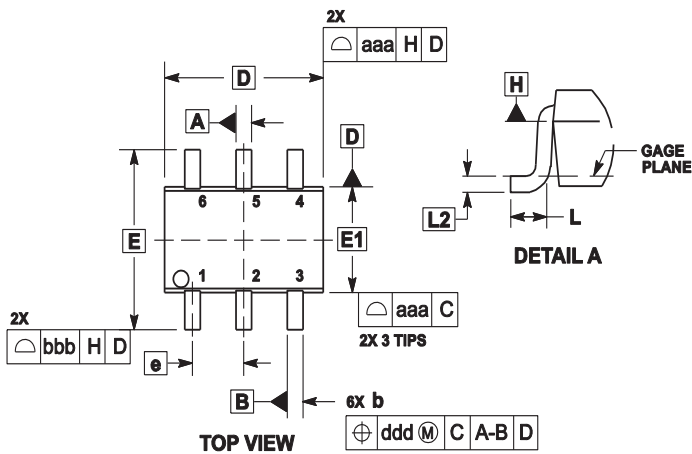 2X
⌓ aaa H D
D
A
D
6 5 4
E
E1
1 2 3
2X
⌓ bbb H D
⌓ aaa C
2X 3 TIPS
e
B
6X b
⌖ ddd Ⓜ C A-B D
TOP VIEW
H
GAGE
PLANE
L2
L
DETAIL A